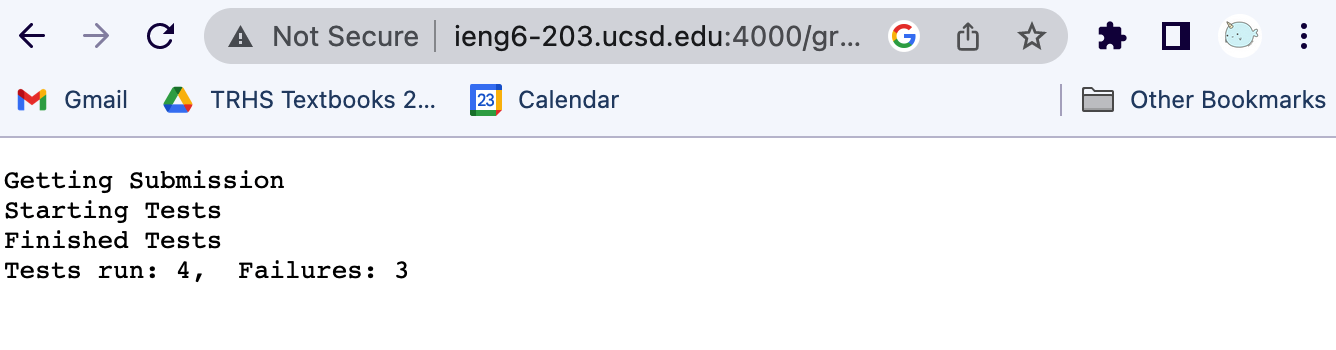 Not Secure ieng6-203.ucsd.edu:4000/gr...
Gmail TRHS Textbooks 2... 23 Calendar Other Bookmarks
Getting Submission
Starting Tests
Finished Tests
Tests run: 4,  Failures: 3